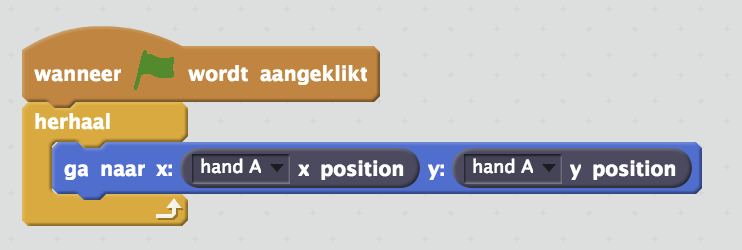 wanneer wordt aangeklikt
herhaal
ga naar x: hand A x position y: hand A y position